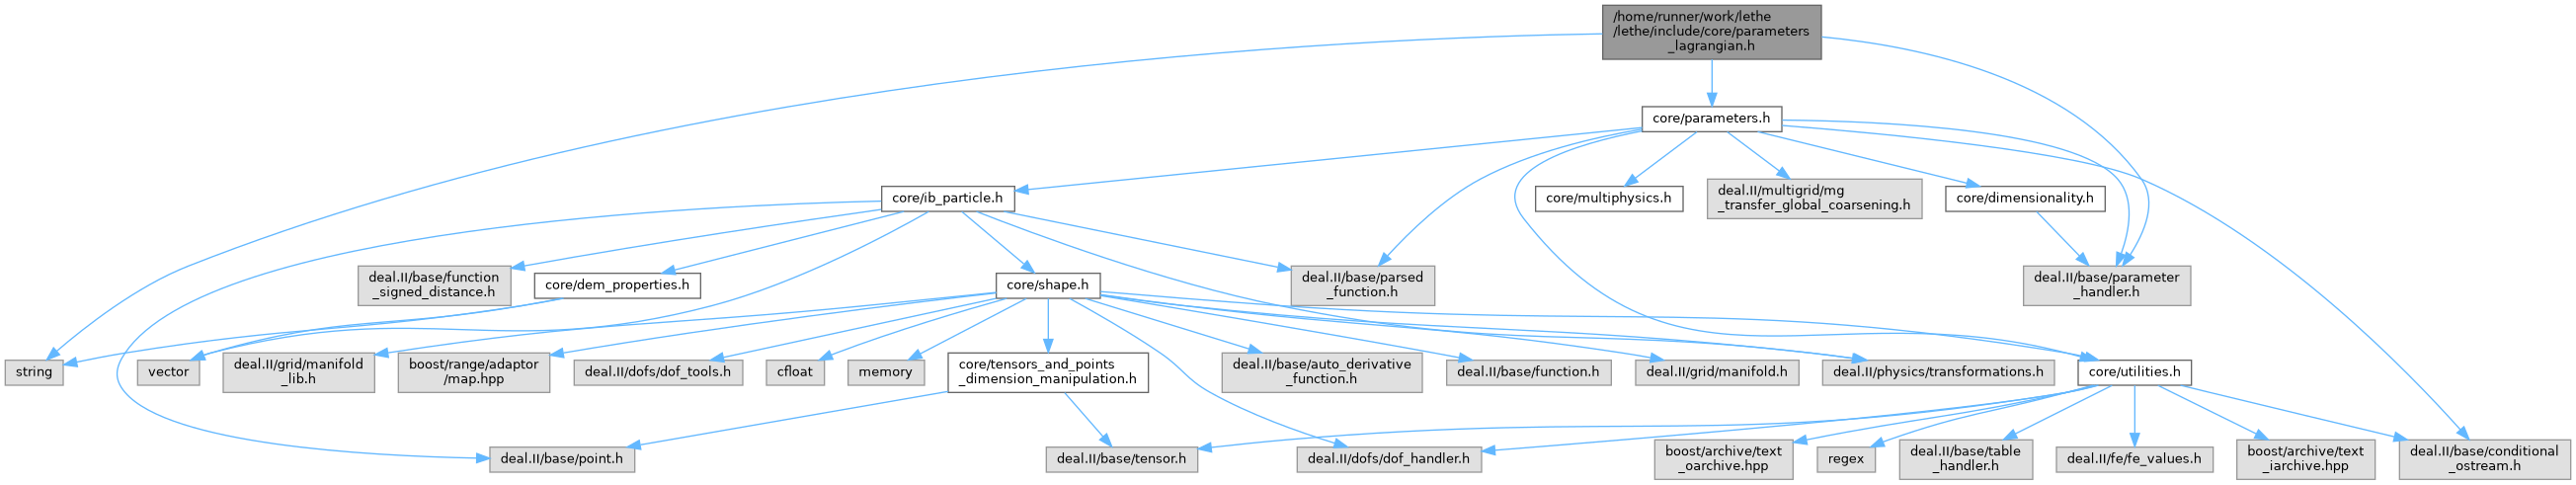 /home/runner/work/lethe
/lethe/include/core/parameters
_lagrangian.h
core/parameters.h
core/ib_particle.h
core/multiphysics.h
deal.II/multigrid/mg
_transfer_global_coarsening.h
core/dimensionality.h
deal.II/base/function
_signed_distance.h
core/dem_properties.h
core/shape.h
deal.II/base/parsed
_function.h
deal.II/base/parameter
_handler.h
string
vector
deal.II/grid/manifold
_lib.h
boost/range/adaptor
/map.hpp
deal.II/dofs/dof_tools.h
cfloat
memory
core/tensors_and_points
_dimension_manipulation.h
deal.II/base/auto_derivative
_function.h
deal.II/base/function.h
deal.II/grid/manifold.h
deal.II/physics/transformations.h
core/utilities.h
deal.II/base/point.h
deal.II/base/tensor.h
deal.II/dofs/dof_handler.h
boost/archive/text
_oarchive.hpp
regex
deal.II/base/table
_handler.h
deal.II/fe/fe_values.h
boost/archive/text
_iarchive.hpp
deal.II/base/conditional
_ostream.h